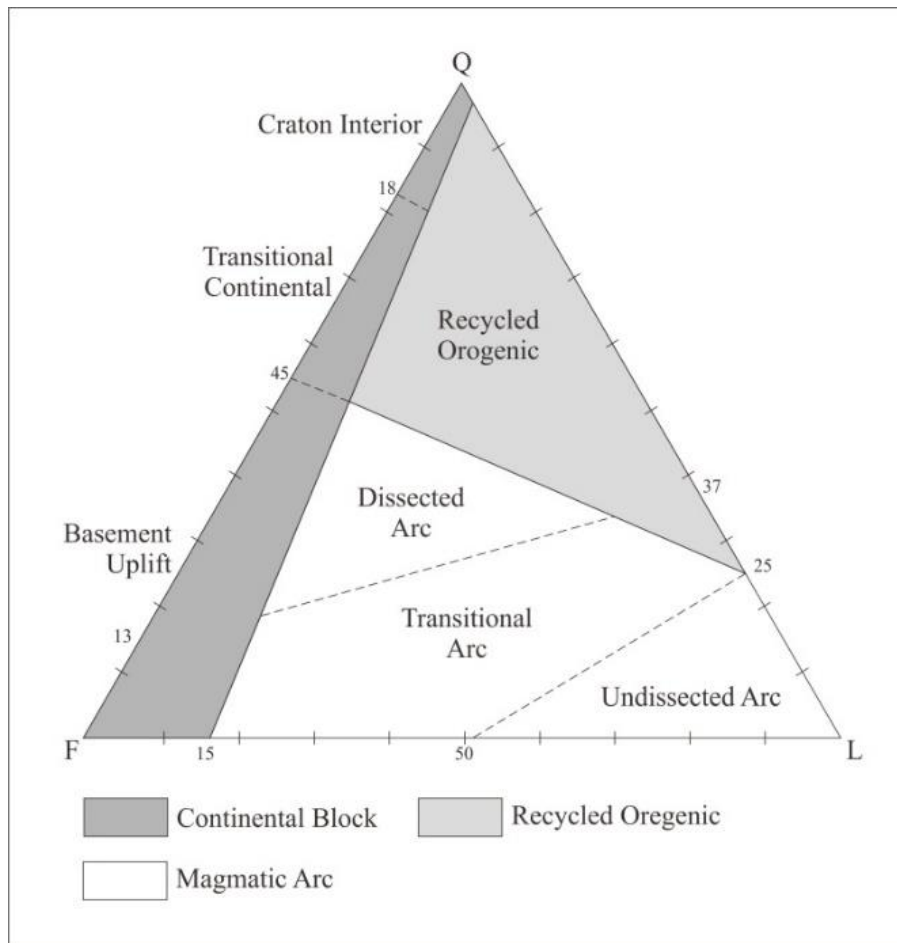 Q
Craton Interior
18
Transitional
Continental
Recycled
Orogenic
45
Dissected
Arc
37
Basement
Uplift
25
Transitional
Arc
13
Undissected Arc
F
15
50
L
Continental Block
Recycled Oregenic
Magmatic Arc